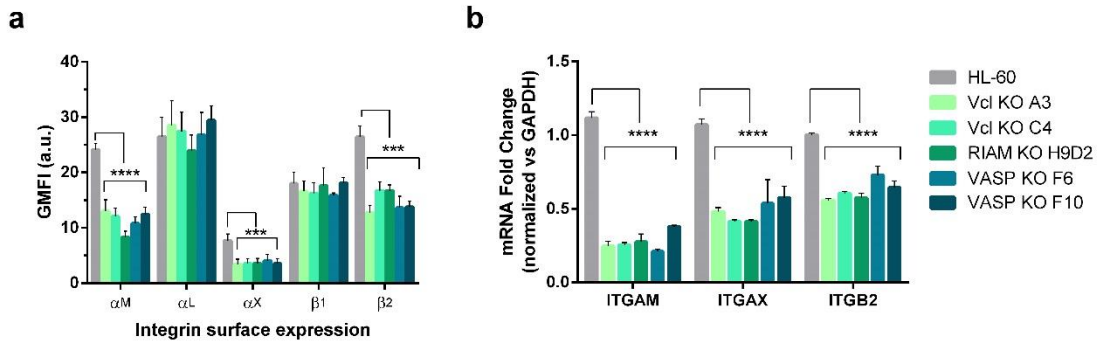 a
GMFI (a.u.)
40
30
20
10
0
****
***
***
αM αL αX β1 β2
Integrin surface expression
b
mRNA Fold Change
(normalized vs GAPDH)
1.5
1.0
0.5
0.0
****
****
****
ITGAM ITGAX ITGB2
HL-60
Vcl KO A3
Vcl KO C4
RIAM KO H9D2
VASP KO F6
VASP KO F10